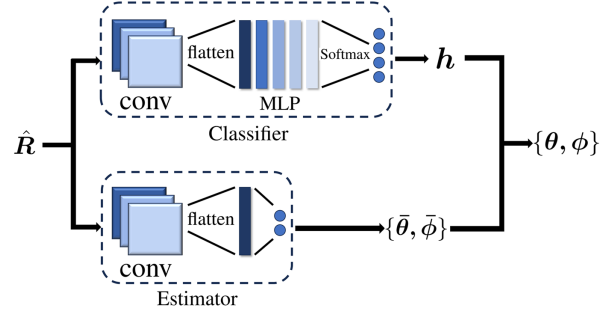 flatten
Softmax
conv
MLP
h
Classifier
R̂
{θ, ϕ}
flatten
{θ̄, ϕ̄}
conv
Estimator